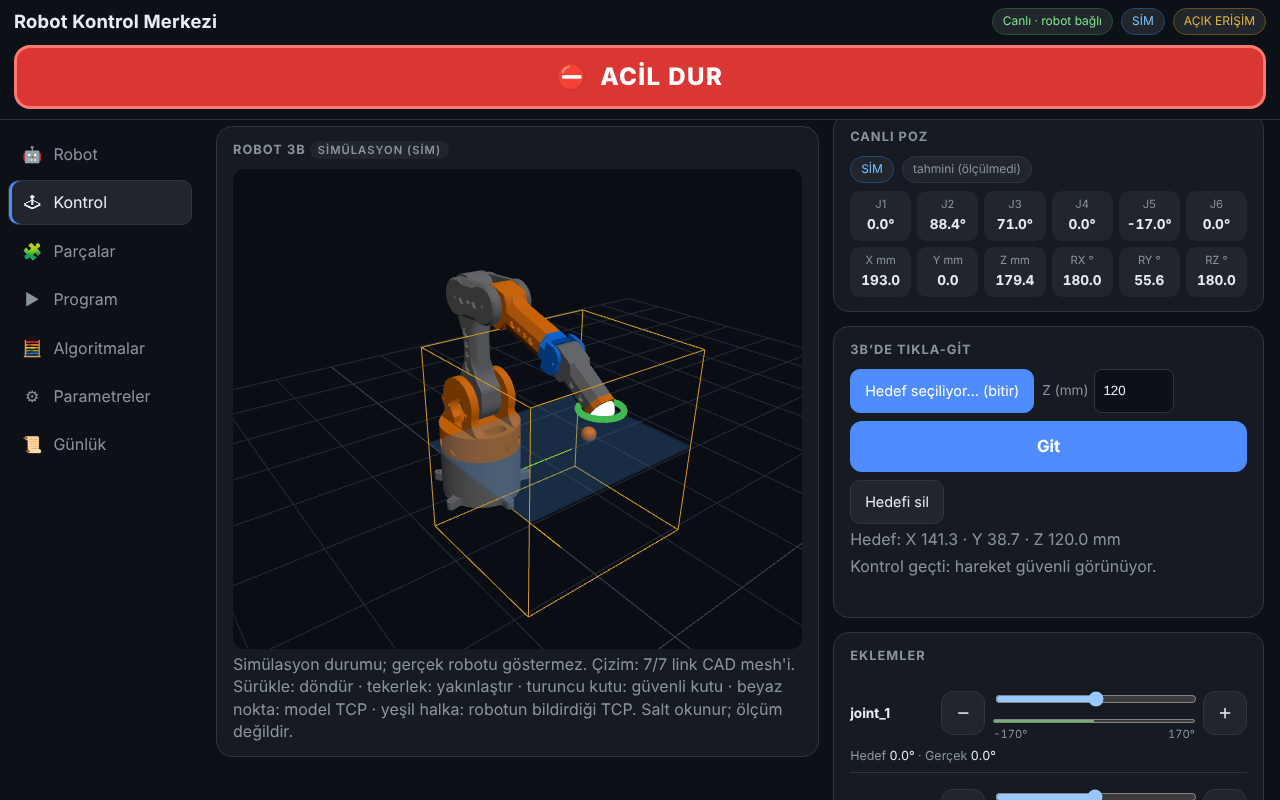 Robot Kontrol Merkezi
Canlı · robot bağlı
SİM
AÇIK ERİŞİM
ACİL DUR
Robot
Kontrol
Parçalar
Program
Algoritmalar
Parametreler
Günlük
ROBOT 3B SİMÜLASYON (SİM)
Simülasyon durumu; gerçek robotu göstermez. Çizim: 7/7 link CAD mesh'i.
Sürükle: döndür · tekerlek: yakınlaştır · turuncu kutu: güvenli kutu · beyaz
nokta: model TCP · yeşil halka: robotun bildirdiği TCP. Salt okunur; ölçüm
değildir.
CANLI POZ
SİM
tahmini (ölçülmedi)
J1 J2 J3 J4 J5 J6
0.0° 88.4° 71.0° 0.0° -17.0° 0.0°
X mm Y mm Z mm RX ° RY ° RZ °
193.0 0.0 179.4 180.0 55.6 180.0
3B'DE TIKLA-GİT
Hedef seçiliyor... (bitir) Z (mm) 120
Git
Hedefi sil
Hedef: X 141.3 · Y 38.7 · Z 120.0 mm
Kontrol geçti: hareket güvenli görünüyor.
EKLEMLER
joint_1 − +
-170° 170°
Hedef 0.0° · Gerçek 0.0°